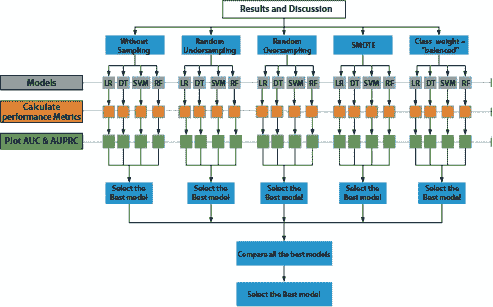 Results and Discussion
Without Sampling
Random Undersampling
Random Oversampling
SMOTE
Class_weight = "balanced"
Models
LR DT SVM RF
LR DT SVM RF
LR DT SVM RF
LR DT SVM RF
LR DT SVM RF
Calculate performance Metrics
Plot AUC & AUPRC
Select the Best model
Select the Best model
Select the Best model
Select the Best model
Select the Best model
Compare all the best models
Select the Best model